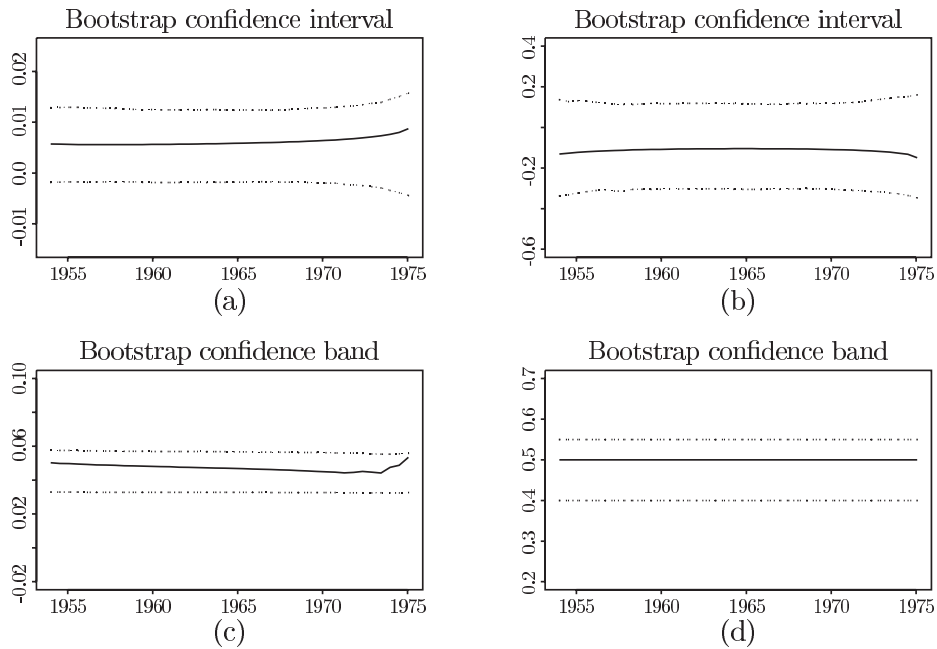 Bootstrap confidence interval
0.02
0.01
0.0
-0.01
1955 1960 1965 1970 1975
(a)
Bootstrap confidence interval
0.4
0.2
-0.2
-0.6
1955 1960 1965 1970 1975
(b)
Bootstrap confidence band
0.10
0.06
0.02
-0.02
1955 1960 1965 1970 1975
(c)
Bootstrap confidence band
0.7
0.6
0.5
0.4
0.3
0.2
1955 1960 1965 1970 1975
(d)